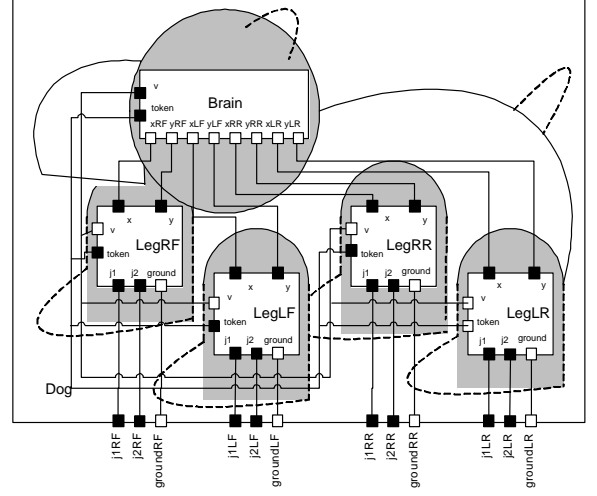 v
token
Brain
xRF yRF xLF yLF xRR yRR xLR yLR
x y
v
LegRF
token
j1 j2 ground
x y
v
LegRR
token
j1 j2 ground
x y
v
LegLF
token
j1 j2 ground
x y
v
LegLR
token
j1 j2 ground
Dog
j1RF
j2RF
groundRF
j1LF
j2LF
groundLF
j1RR
j2RR
groundRR
j1LR
j2LR
groundLR